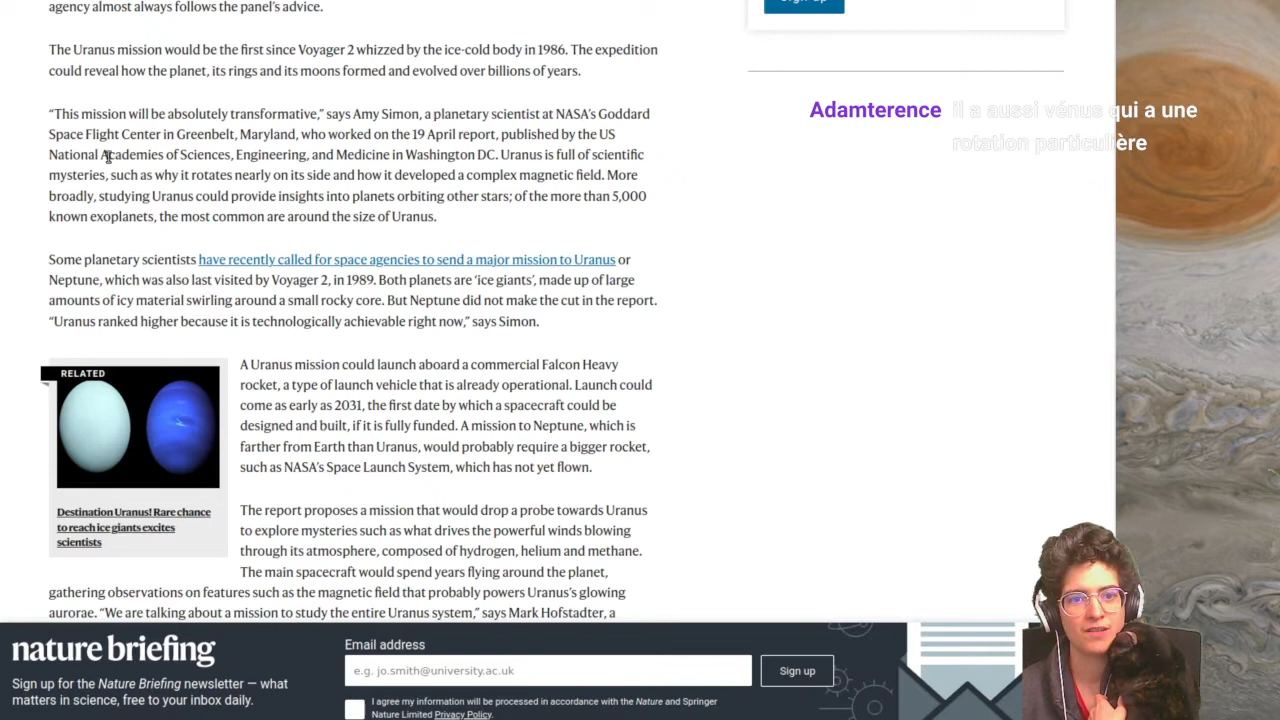 agency almost always follows the panel's advice.
Sign up
The Uranus mission would be the first since Voyager 2 whizzed by the ice-cold body in 1986. The expedition
could reveal how the planet, its rings and its moons formed and evolved over billions of years.
“This mission will be absolutely transformative,” says Amy Simon, a planetary scientist at NASA's Goddard
Space Flight Center in Greenbelt, Maryland, who worked on the 19 April report, published by the US
National Academies of Sciences, Engineering, and Medicine in Washington DC. Uranus is full of scientific
mysteries, such as why it rotates nearly on its side and how it developed a complex magnetic field. More
broadly, studying Uranus could provide insights into planets orbiting other stars; of the more than 5,000
known exoplanets, the most common are around the size of Uranus.
Adamterence il a aussi vénus qui a une
rotation particulière
Some planetary scientists have recently called for space agencies to send a major mission to Uranus or
Neptune, which was also last visited by Voyager 2, in 1989. Both planets are ‘ice giants’, made up of large
amounts of icy material swirling around a small rocky core. But Neptune did not make the cut in the report.
“Uranus ranked higher because it is technologically achievable right now,” says Simon.
RELATED
Destination Uranus! Rare chance
to reach ice giants excites
scientists
A Uranus mission could launch aboard a commercial Falcon Heavy
rocket, a type of launch vehicle that is already operational. Launch could
come as early as 2031, the first date by which a spacecraft could be
designed and built, if it is fully funded. A mission to Neptune, which is
farther from Earth than Uranus, would probably require a bigger rocket,
such as NASA's Space Launch System, which has not yet flown.
The report proposes a mission that would drop a probe towards Uranus
to explore mysteries such as what drives the powerful winds blowing
through its atmosphere, composed of hydrogen, helium and methane.
The main spacecraft would spend years flying around the planet,
gathering observations on features such as the magnetic field that probably powers Uranus's glowing
aurorae. “We are talking about a mission to study the entire Uranus system,” says Mark Hofstadter, a
nature briefing
Sign up for the Nature Briefing newsletter — what
matters in science, free to your inbox daily.
Email address
e.g. jo.smith@university.ac.uk
Sign up
I agree my information will be processed in accordance with the Nature and Springer
Nature Limited Privacy Policy.